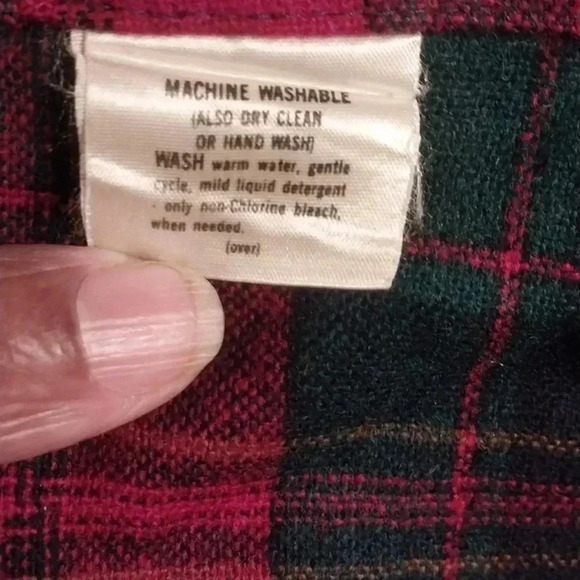 MACHINE WASHABLE
(ALSO DRY CLEAN
OR HAND WASH)
WASH warm water, gentle
cycle, mild liquid detergent
- only non-Chlorine bleach,
when needed.
(over)